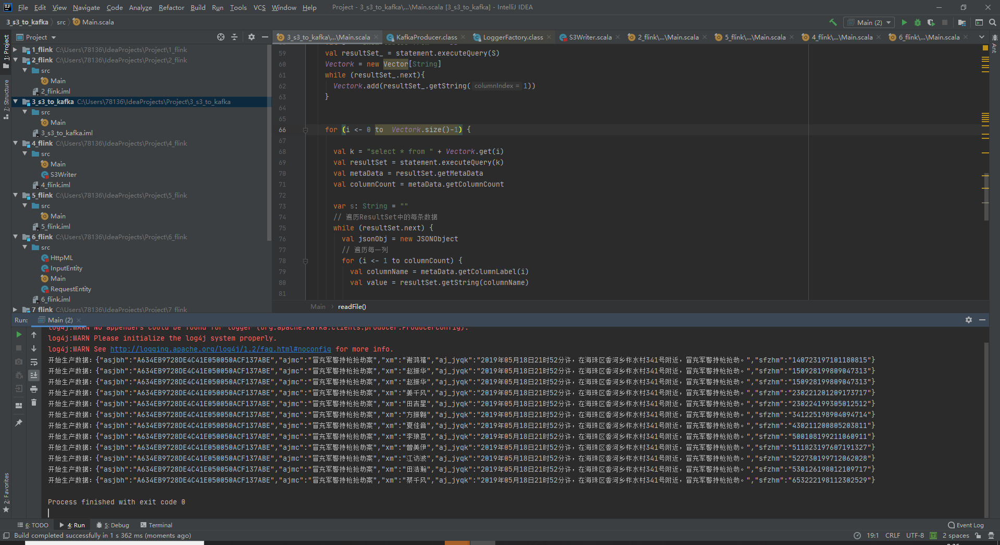 File Edit View Navigate Code Analyze Refactor Build Run Tools VCS Window Help Project - 3_s3_to_kafka\...\Main.scala [3_s3_to_kafka] - IntelliJ IDEA
3_s3_to_kafka src Main.scala Main (2)
Project 3_s3_to_kafka\...\Main.scala KafkaProducer.class LoggerFactory.class S3Writer.scala 2_flink\...\Main.scala 5_flink\...\Main.scala 4_flink\...\Main.scala 6_flink\...\Main.scala
1: Project
7: Structure
2: Favorites
Ant
1_flink C:\Users\78136\IdeaProjects\Project\1_flink
2_flink C:\Users\78136\IdeaProjects\Project\2_flink
src
Main
2_flink.iml
3_s3_to_kafka C:\Users\78136\IdeaProjects\Project\3_s3_to_kafka
src
Main
3_s3_to_kafka.iml
4_flink C:\Users\78136\IdeaProjects\Project\4_flink
src
Main
S3Writer
4_flink.iml
5_flink C:\Users\78136\IdeaProjects\Project\5_flink
src
Main
5_flink.iml
6_flink C:\Users\78136\IdeaProjects\Project\6_flink
src
HttpML
InputEntity
Main
RequestEntity
6_flink.iml
7_flink C:\Users\78136\IdeaProjects\Project\7_flink
59 val resultSet_ = statement.executeQuery(S)
60 Vectork = new Vector[String]
61 while (resultSet_.next){
62 Vectork.add(resultSet_.getString( columnIndex = 1))
63 }
64
65
66 for (i <- 0 to  Vectork.size()-1) {
67
68 val k = "select * from " + Vectork.get(i)
69 val resultSet = statement.executeQuery(k)
70 val metaData = resultSet.getMetaData
71 val columnCount = metaData.getColumnCount
72
73 var s: String = ""
74 // 遍历ResultSet中的每条数据
75 while (resultSet.next) {
76 val jsonObj = new JSONObject
77 // 遍历每一列
78 for (i <- 1 to columnCount) {
79 val columnName = metaData.getColumnLabel(i)
80 val value = resultSet.getString(columnName)
81
Main readFile()
Run: Main (2)
log4j:WARN No appenders could be found for logger (org.apache.kafka.clients.producer.ProducerConfig).
log4j:WARN Please initialize the log4j system properly.
log4j:WARN See http://logging.apache.org/log4j/1.2/faq.html#noconfig for more info.
开始生产数据：{"asjbh":"A634EB9728DE4C41E050050ACF137ABE","ajmc":"冒充军警持枪抢劫案","xm":"谢鸿禧","aj_jyqk":"2019年05月18日21时52分许，在海珠区香河乡柞水村341号附近，冒充军警持枪抢劫。","sfzhm":"140723197101180815"}
开始生产数据：{"asjbh":"A634EB9728DE4C41E050050ACF137ABE","ajmc":"冒充军警持枪抢劫案","xm":"赵振华","aj_jyqk":"2019年05月18日21时52分许，在海珠区香河乡柞水村341号附近，冒充军警持枪抢劫。","sfzhm":"150928199809047313"}
开始生产数据：{"asjbh":"A634EB9728DE4C41E050050ACF137ABE","ajmc":"冒充军警持枪抢劫案","xm":"赵振华","aj_jyqk":"2019年05月18日21时52分许，在海珠区香河乡柞水村341号附近，冒充军警持枪抢劫。","sfzhm":"150928199809047313"}
开始生产数据：{"asjbh":"A634EB9728DE4C41E050050ACF137ABE","ajmc":"冒充军警持枪抢劫案","xm":"姜千风","aj_jyqk":"2019年05月18日21时52分许，在海珠区香河乡柞水村341号附近，冒充军警持枪抢劫。","sfzhm":"230221201209173717"}
开始生产数据：{"asjbh":"A634EB9728DE4C41E050050ACF137ABE","ajmc":"冒充军警持枪抢劫案","xm":"田吉星","aj_jyqk":"2019年05月18日21时52分许，在海珠区香河乡柞水村341号附近，冒充军警持枪抢劫。","sfzhm":"230224199305012512"}
开始生产数据：{"asjbh":"A634EB9728DE4C41E050050ACF137ABE","ajmc":"冒充军警持枪抢劫案","xm":"方振翱","aj_jyqk":"2019年05月18日21时52分许，在海珠区香河乡柞水村341号附近，冒充军警持枪抢劫。","sfzhm":"341225198904094714"}
开始生产数据：{"asjbh":"A634EB9728DE4C41E050050ACF137ABE","ajmc":"冒充军警持枪抢劫案","xm":"夏佳音","aj_jyqk":"2019年05月18日21时52分许，在海珠区香河乡柞水村341号附近，冒充军警持枪抢劫。","sfzhm":"430211200805203811"}
开始生产数据：{"asjbh":"A634EB9728DE4C41E050050ACF137ABE","ajmc":"冒充军警持枪抢劫案","xm":"李琅莒","aj_jyqk":"2019年05月18日21时52分许，在海珠区香河乡柞水村341号附近，冒充军警持枪抢劫。","sfzhm":"500108199211060911"}
开始生产数据：{"asjbh":"A634EB9728DE4C41E050050ACF137ABE","ajmc":"冒充军警持枪抢劫案","xm":"曾美伊","aj_jyqk":"2019年05月18日21时52分许，在海珠区香河乡柞水村341号附近，冒充军警持枪抢劫。","sfzhm":"511823197607191327"}
开始生产数据：{"asjbh":"A634EB9728DE4C41E050050ACF137ABE","ajmc":"冒充军警持枪抢劫案","xm":"江访波","aj_jyqk":"2019年05月18日21时52分许，在海珠区香河乡柞水村341号附近，冒充军警持枪抢劫。","sfzhm":"522730199712062028"}
开始生产数据：{"asjbh":"A634EB9728DE4C41E050050ACF137ABE","ajmc":"冒充军警持枪抢劫案","xm":"田浩瀚","aj_jyqk":"2019年05月18日21时52分许，在海珠区香河乡柞水村341号附近，冒充军警持枪抢劫。","sfzhm":"530126198012109717"}
开始生产数据：{"asjbh":"A634EB9728DE4C41E050050ACF137ABE","ajmc":"冒充军警持枪抢劫案","xm":"蔡千风","aj_jyqk":"2019年05月18日21时52分许，在海珠区香河乡柞水村341号附近，冒充军警持枪抢劫。","sfzhm":"653222198112302529"}
Process finished with exit code 0
6: TODO 4: Run 5: Debug Terminal Event Log
Build completed successfully in 1 s 362 ms (moments ago) 19:1 CRLF UTF-8 2 spaces